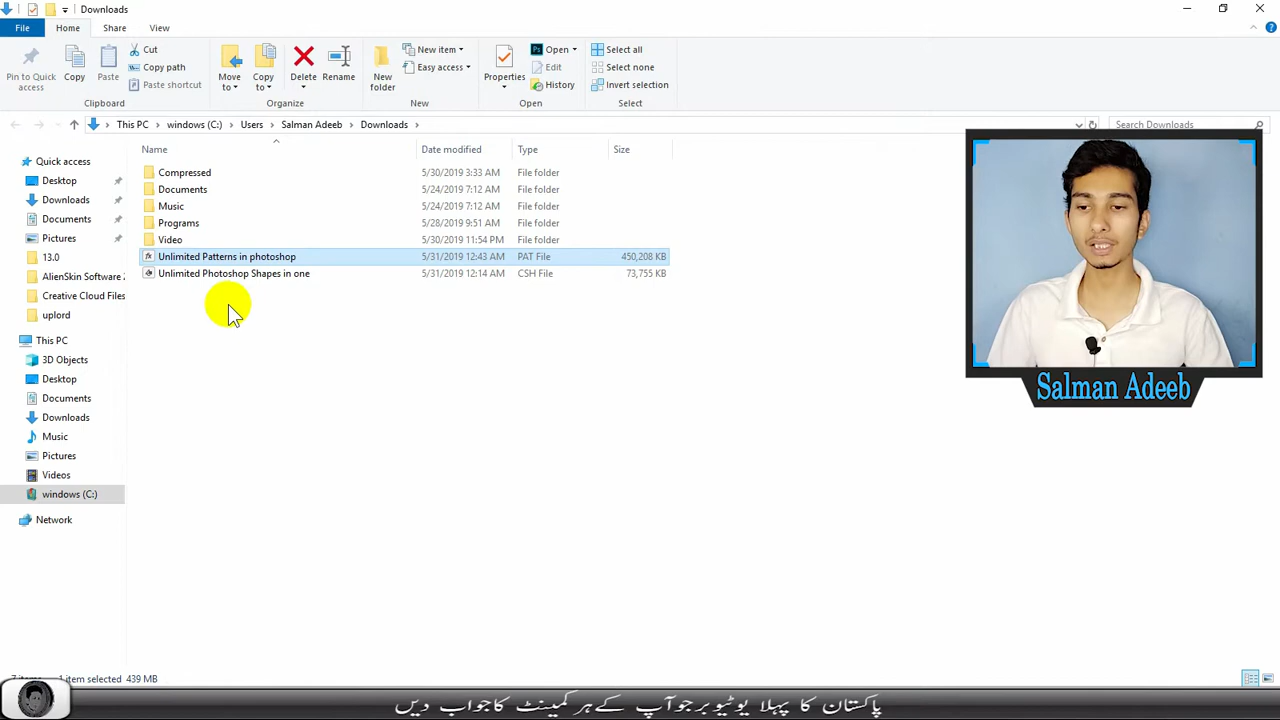 Downloads
File Home Share View
Pin to Quick access
Copy
Paste
Cut
Copy path
Paste shortcut
Clipboard
Move to
Copy to
Delete
Rename
Organize
New folder
New item
Easy access
New
Properties
Open
Edit
History
Open
Select all
Select none
Invert selection
Select
This PC > windows (C:) > Users > Salman Adeeb > Downloads >
Search Downloads
Name Date modified Type Size
Compressed 5/30/2019 3:33 AM File folder
Documents 5/24/2019 7:12 AM File folder
Music 5/24/2019 7:12 AM File folder
Programs 5/28/2019 9:51 AM File folder
Video 5/30/2019 11:54 PM File folder
Unlimited Patterns in photoshop 5/31/2019 12:43 AM PAT File 450,208 KB
Unlimited Photoshop Shapes in one 5/31/2019 12:14 AM CSH File 73,755 KB
Quick access
Desktop
Downloads
Documents
Pictures
13.0
AlienSkin Software
Creative Cloud Files
uplord
This PC
3D Objects
Desktop
Documents
Downloads
Music
Pictures
Videos
windows (C:)
Network
Salman Adeeb
1 item selected 439 MB
پاکستان کا پہلا یوٹیوبر جو آپ کے ہر کمینٹ کا جواب دیں